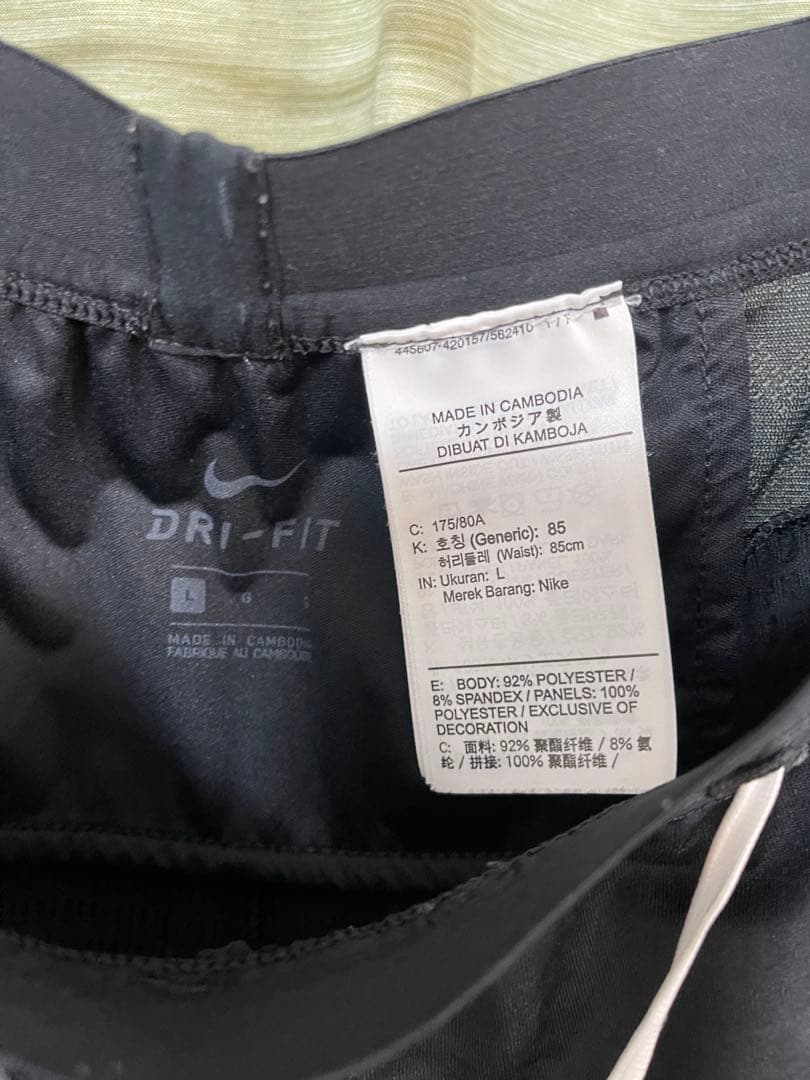 DRI-FIT
L G
MADE IN CAMBODIA
FABRIQUÉ AU CAMBODGE
445607-420157/562410 1 / 1
MADE IN CAMBODIA
カンボジア製
DIBUAT DI KAMBOJA
C: 175/80A
K: 호칭 (Generic): 85
허리둘레 (Waist): 85cm
IN: Ukuran: L
Merek Barang: Nike
E: BODY: 92% POLYESTER /
8% SPANDEX / PANELS: 100%
POLYESTER / EXCLUSIVE OF
DECORATION
C: 面料: 92% 聚酯纤维 / 8% 氨
纶 / 拼接: 100% 聚酯纤维 /